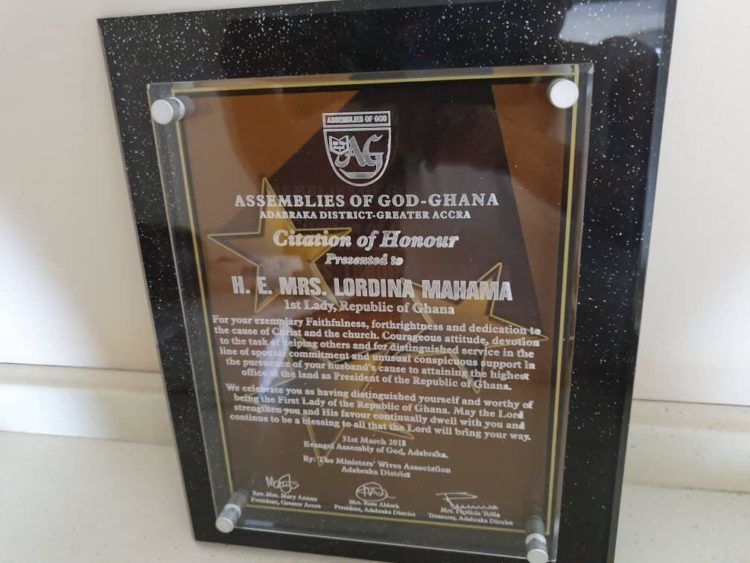 ASSEMBLIES OF GOD
AG
ASSEMBLIES OF GOD-GHANA
ADABRAKA DISTRICT-GREATER ACCRA
Citation of Honour
Presented to
H. E. MRS. LORDINA MAHAMA
1st Lady, Republic of Ghana
For your exemplary Faithfulness, forthrightness and dedication to
the cause of Christ and the church. Courageous attitude, devotion
to the task of helping others and for distinguished service in the
line of spousal commitment and unusual conspicuous support in
the pursuance of your husband's cause to attaining the highest
office of the land as President of the Republic of Ghana.
We celebrate you as having distinguished yourself and worthy of
being the First Lady of the Republic of Ghana. May the Lord
strengthen you and His favour continually dwell with you and
continue to be a blessing to all that the Lord will bring your way.
31st March 2013
Evangel Assembly of God, Adabraka.
By: The Ministers' Wives Association
Adabraka District
Rev. Mrs. Mary
President, Greater Accra
Mrs. Rose
President, Adabraka District
Mrs. Phylicia
Treasurer, Adabraka District